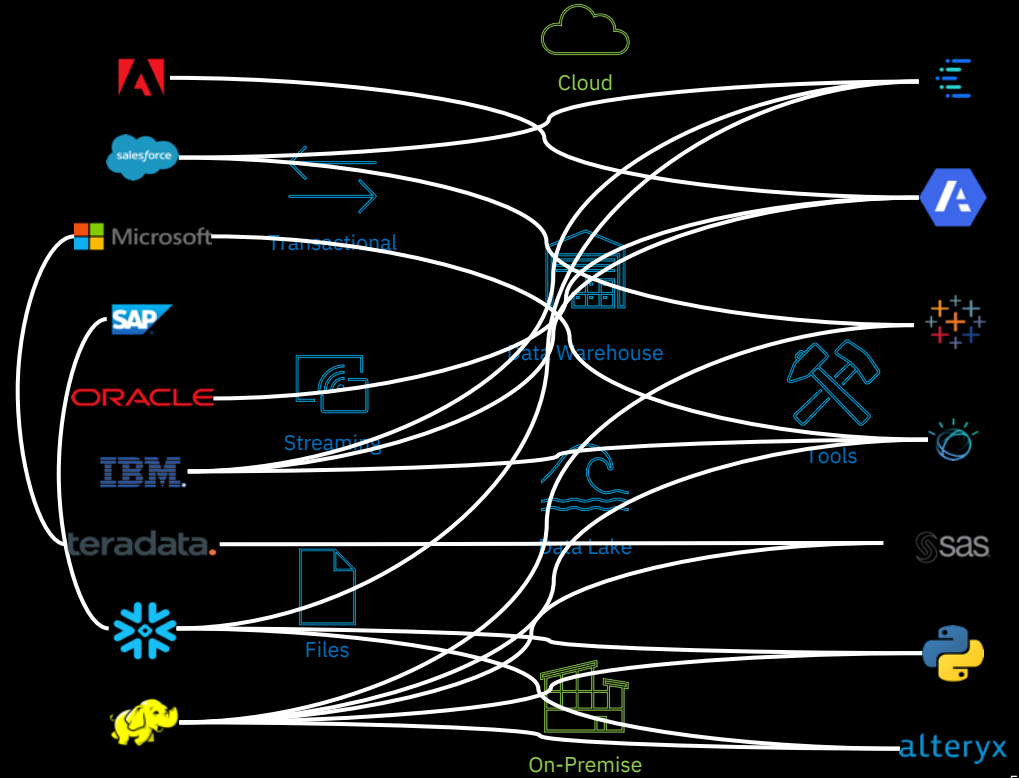 Cloud
salesforce
Transactional
Microsoft
SAP
Data Warehouse
ORACLE
Streaming
Tools
IBM.
teradata.
Data Lake
sas
Files
On-Premise
alteryx